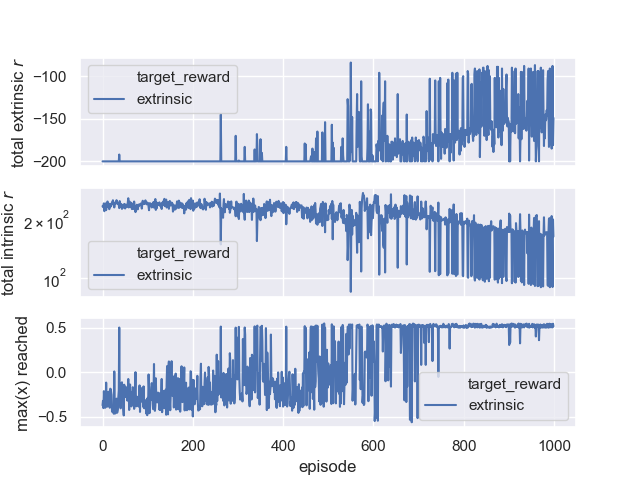 total extrinsic r
−100
−150
−200
target_reward
extrinsic
total intrinsic r
2 × 10²
10²
target_reward
extrinsic
max(x) reached
0.5
0.0
−0.5
target_reward
extrinsic
0 200 400 600 800 1000
episode